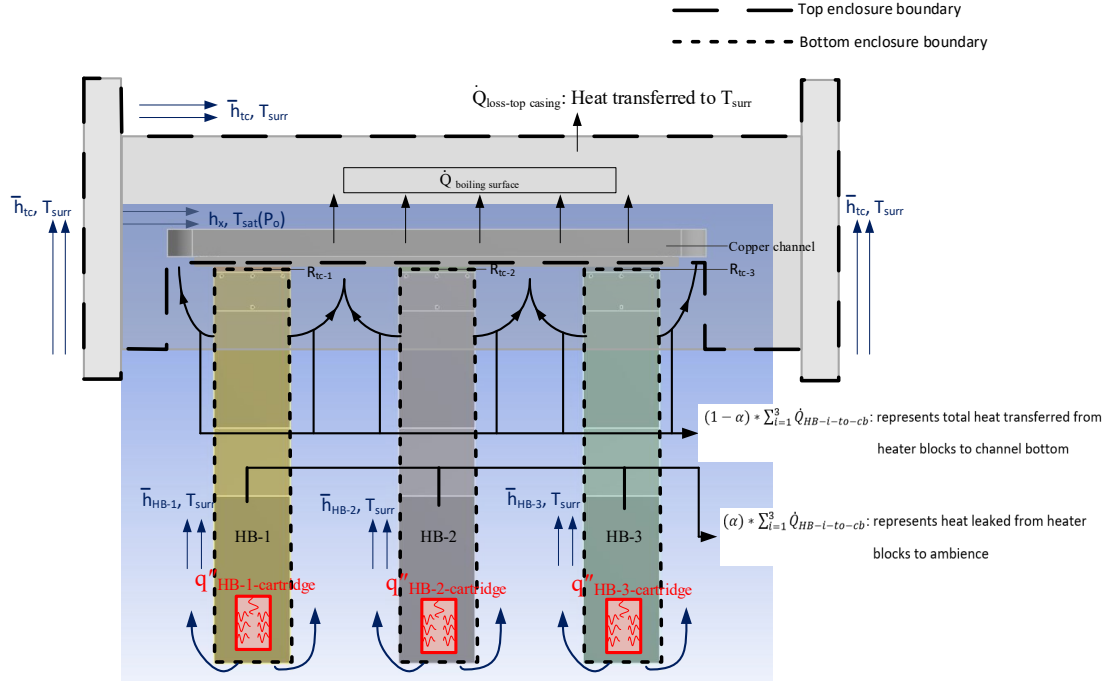 Top enclosure boundary
Bottom enclosure boundary
Q̇loss-top casing: Heat transferred to Tsurr
h̅tc, Tsurr
Q̇ boiling surface
h̅tc, Tsurr
h̅tc, Tsurr
hx, Tsat(Po)
Copper channel
Rtc-1
Rtc-2
Rtc-3
(1 − α) * ∑³ᵢ₌₁ Q̇HB−i−to−cb: represents total heat transferred from
heater blocks to channel bottom
h̅HB-1, Tsurr
h̅HB-2, Tsurr
h̅HB-3, Tsurr
(α) * ∑³ᵢ₌₁ Q̇HB−i−to−cb: represents heat leaked from heater
blocks to ambience
HB-1
HB-2
HB-3
q″HB-1-cartridge
q″HB-2-cartridge
q″HB-3-cartridge